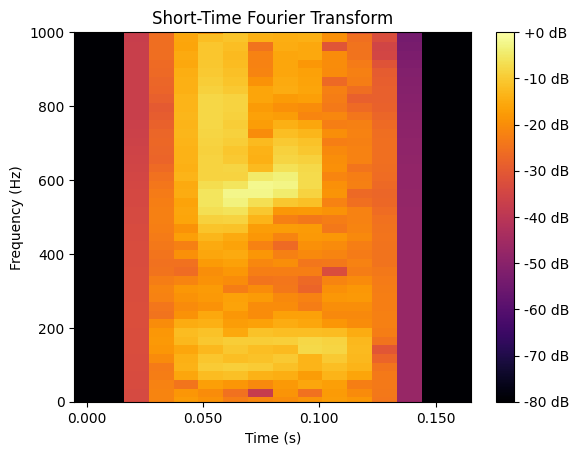 Short-Time Fourier Transform
Frequency (Hz)
1000
800
600
400
200
0
0.000
0.050
0.100
0.150
Time (s)
+0 dB
-10 dB
-20 dB
-30 dB
-40 dB
-50 dB
-60 dB
-70 dB
-80 dB